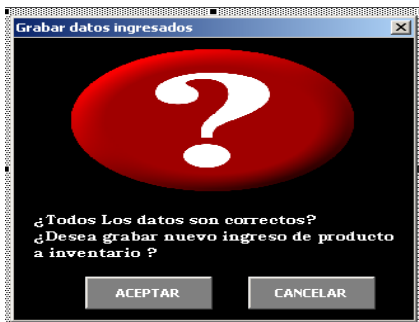 Grabar datos ingresados
?
¿Todos Los datos son correctos?
¿Desea grabar nuevo ingreso de producto
a inventario ?
ACEPTAR
CANCELAR